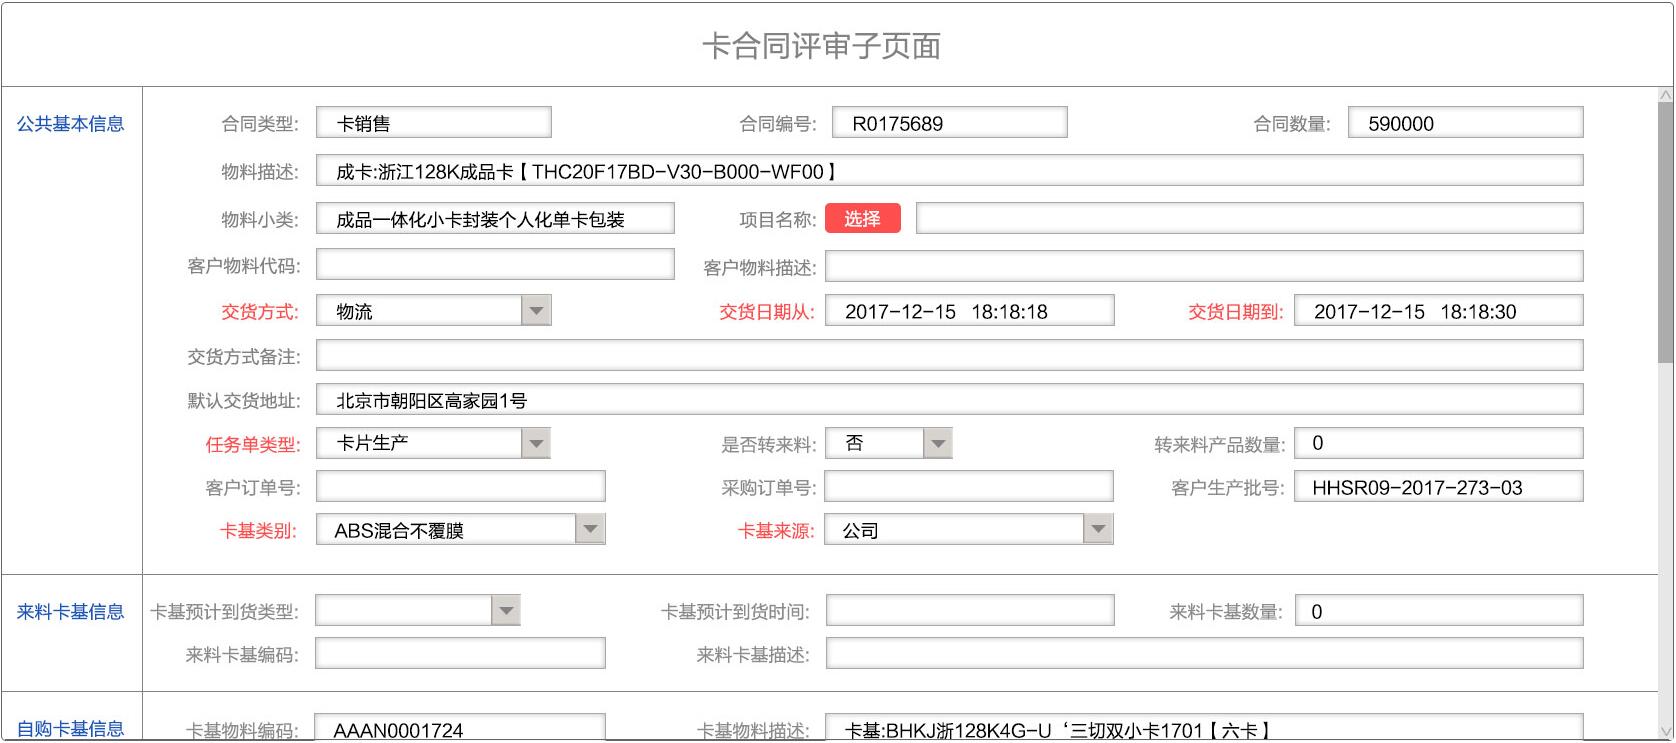 卡合同评审子页面
公共基本信息 合同类型: 卡销售 合同编号: R0175689 合同数量: 590000
物料描述: 成卡:浙江128K成品卡【THC20F17BD-V30-B000-WF00】
物料小类: 成品一体化小卡封装个人化单卡包装 项目名称: 选择
客户物料代码: 客户物料描述:
交货方式: 物流 交货日期从: 2017-12-15 18:18:18 交货日期到: 2017-12-15 18:18:30
交货方式备注:
默认交货地址: 北京市朝阳区高家园1号
任务单类型: 卡片生产 是否转来料: 否 转来料产品数量: 0
客户订单号: 采购订单号: 客户生产批号: HHSR09-2017-273-03
卡基类别: ABS混合不覆膜 卡基来源: 公司
来料卡基信息 卡基预计到货类型: 卡基预计到货时间: 来料卡基数量: 0
来料卡基编码: 来料卡基描述:
自购卡基信息 卡基物料编码: AAAN0001724 卡基物料描述: 卡基:BHKJ浙128K4G-U‘三切双小卡1701【六卡】